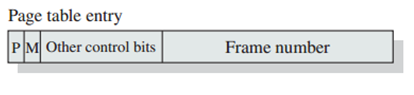 Page table entry
P M Other control bits Frame number